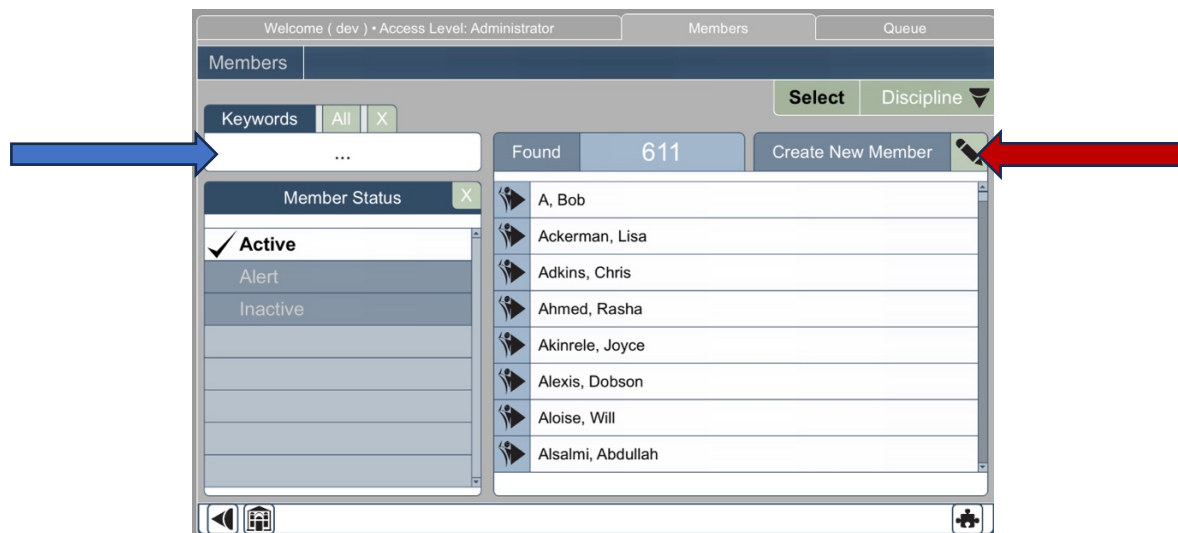 Welcome ( dev ) • Access Level: Administrator
Members
Queue
Members
Select
Discipline
Keywords
All
X
...
Found
611
Create New Member
Member Status
X
Active
Alert
Inactive
A, Bob
Ackerman, Lisa
Adkins, Chris
Ahmed, Rasha
Akinrele, Joyce
Alexis, Dobson
Aloise, Will
Alsalmi, Abdullah